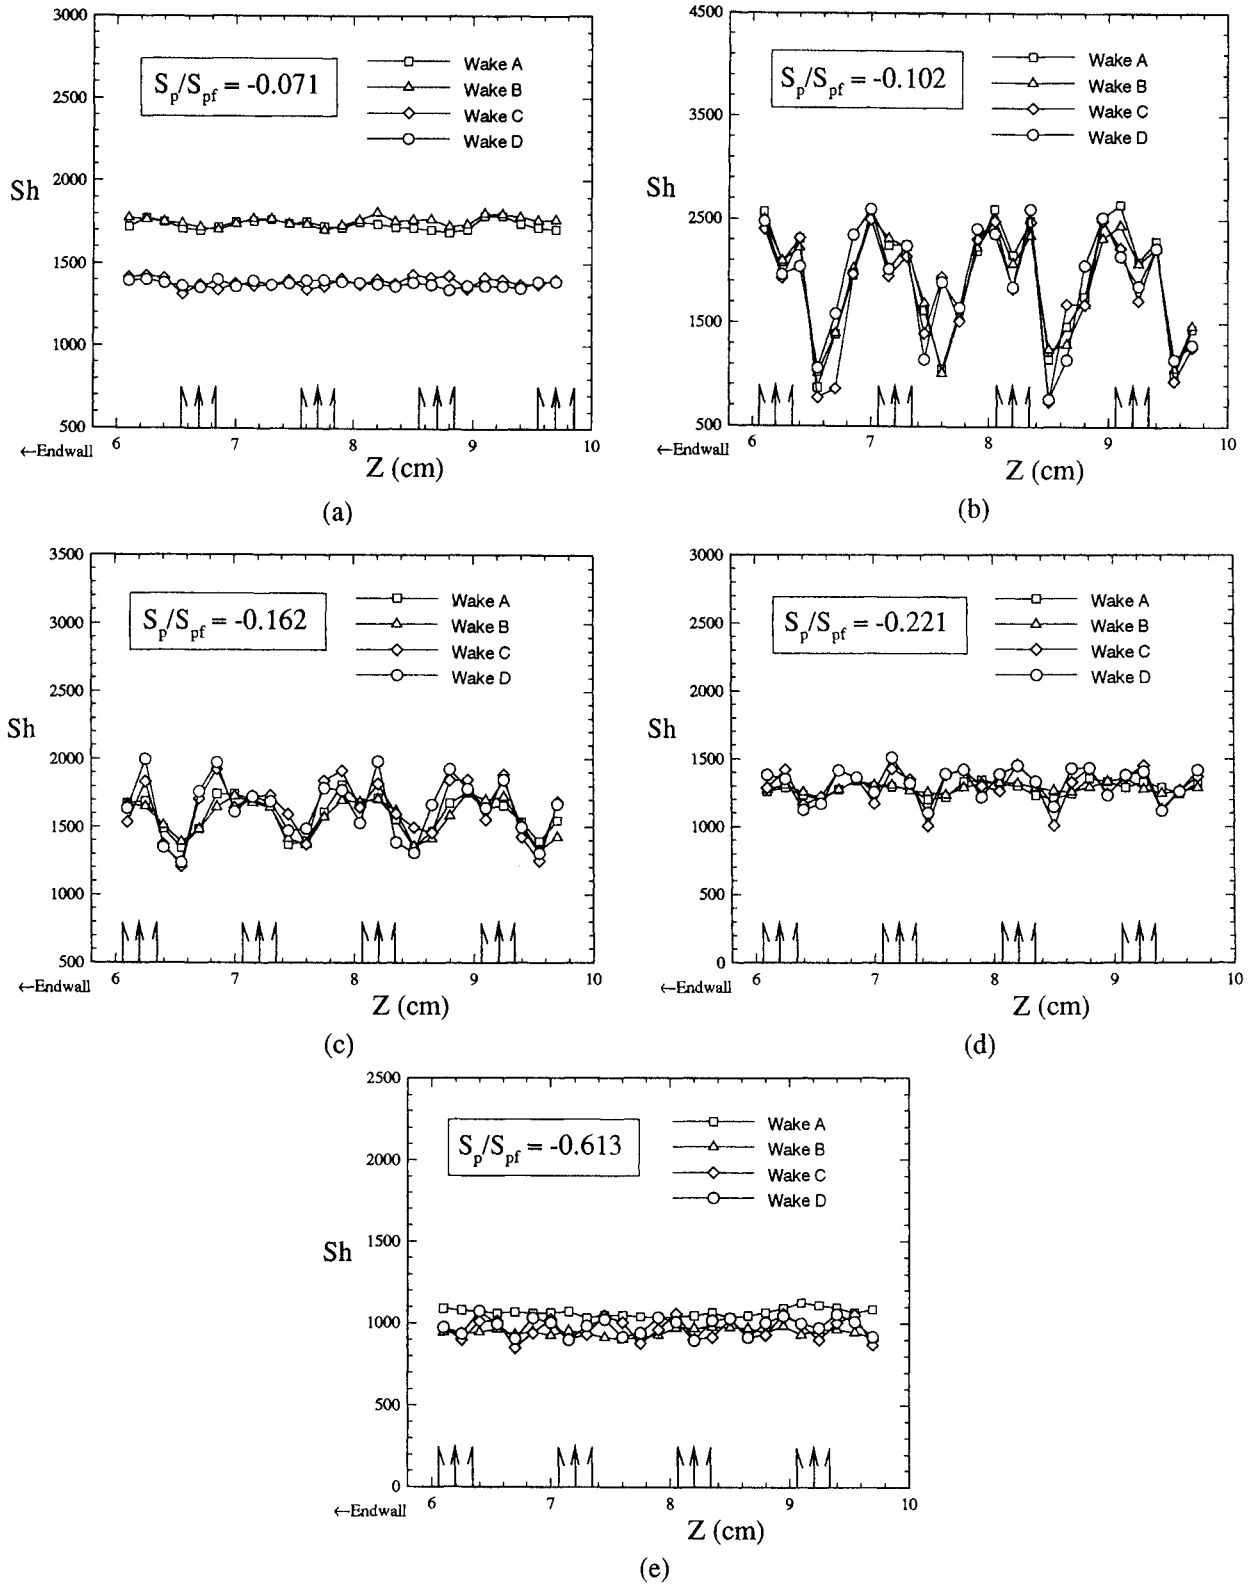 3000
2500
2000
1500
1000
500
Sh
S_p/S_pf = -0.071
Wake A
Wake B
Wake C
Wake D
6 7 8 9 10
←Endwall
Z (cm)
(a)
4500
3500
2500
1500
500
Sh
S_p/S_pf = -0.102
Wake A
Wake B
Wake C
Wake D
6 7 8 9 10
←Endwall
Z (cm)
(b)
3500
3000
2500
2000
1500
1000
500
Sh
S_p/S_pf = -0.162
Wake A
Wake B
Wake C
Wake D
6 7 8 9 10
←Endwall
Z (cm)
(c)
3000
2500
2000
1500
1000
500
0
Sh
S_p/S_pf = -0.221
Wake A
Wake B
Wake C
Wake D
6 7 8 9 10
←Endwall
Z (cm)
(d)
2500
2000
1500
1000
500
0
Sh
S_p/S_pf = -0.613
Wake A
Wake B
Wake C
Wake D
6 7 8 9 10
←Endwall
Z (cm)
(e)